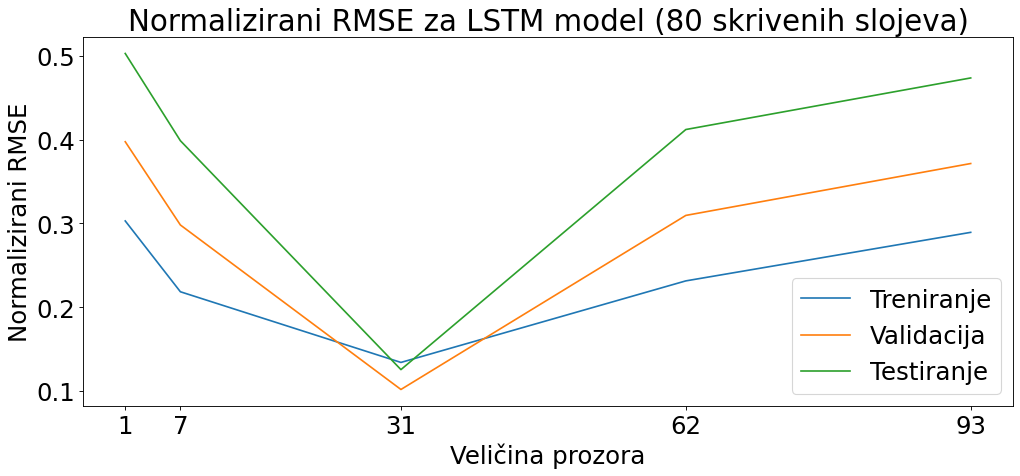 Normalizirani RMSE za LSTM model (80 skrivenih slojeva)
Normalizirani RMSE
0.5
0.4
0.3
0.2
0.1
Treniranje
Validacija
Testiranje
1 7 31 62 93
Veličina prozora